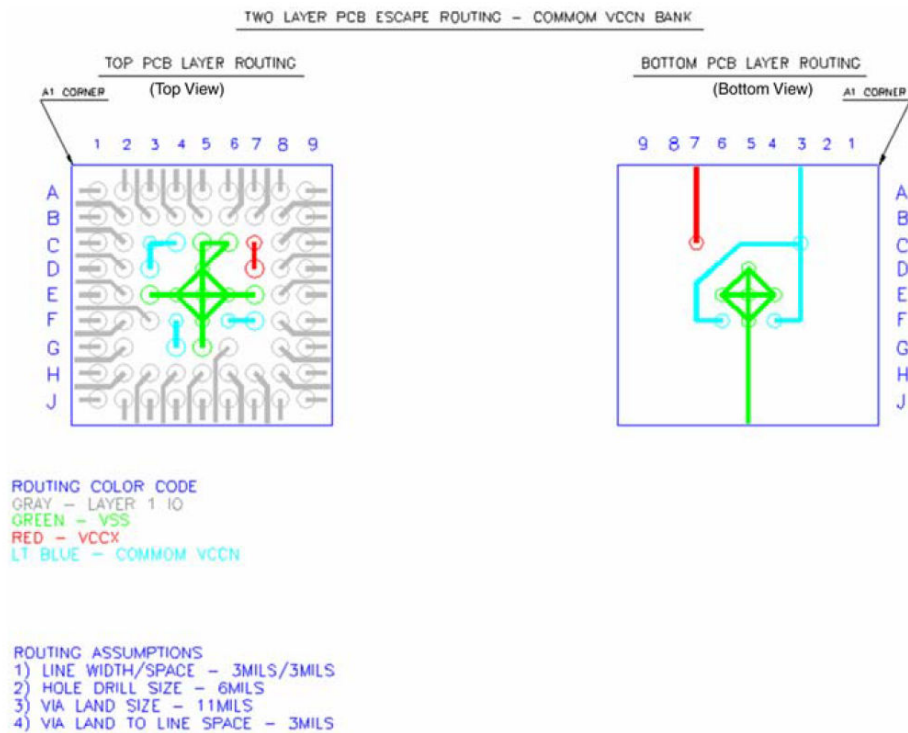 TWO LAYER PCB ESCAPE ROUTING – COMMOM VCCN BANK
TOP PCB LAYER ROUTING
(Top View)
A1 CORNER
1 2 3 4 5 6 7 8 9
A
B
C
D
E
F
G
H
J
BOTTOM PCB LAYER ROUTING
(Bottom View)
A1 CORNER
9 8 7 6 5 4 3 2 1
A
B
C
D
E
F
G
H
J
ROUTING COLOR CODE
GRAY – LAYER 1 IO
GREEN – VSS
RED – VCCX
LT BLUE – COMMOM VCCN
ROUTING ASSUMPTIONS
1) LINE WIDTH/SPACE – 3MILS/3MILS
2) HOLE DRILL SIZE – 6MILS
3) VIA LAND SIZE – 11MILS
4) VIA LAND TO LINE SPACE – 3MILS